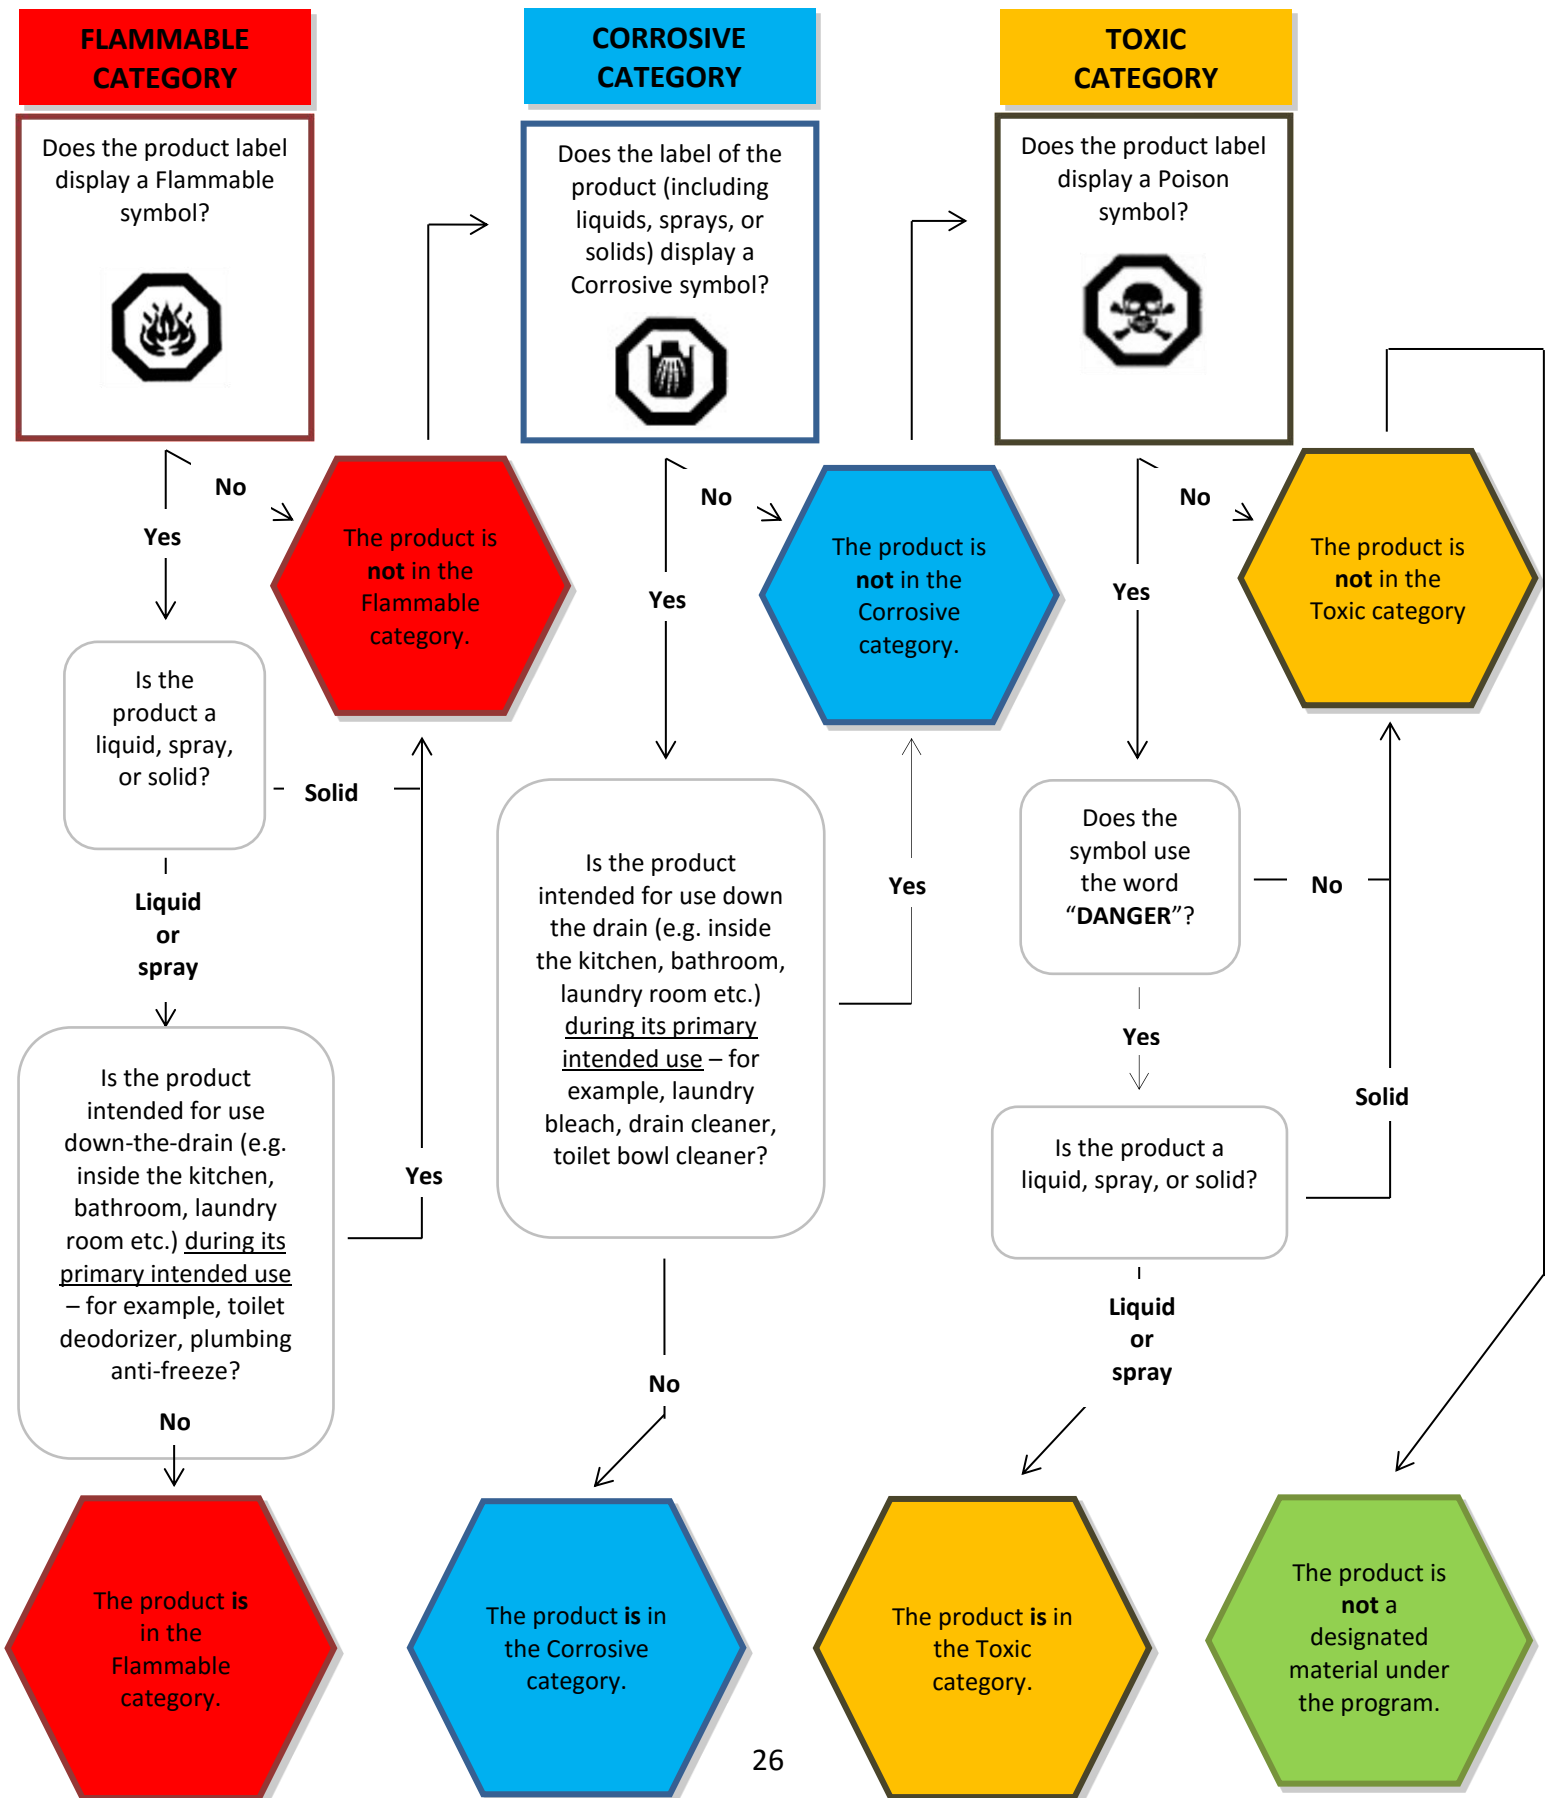 FLAMMABLE
CATEGORY
Does the product label
display a Flammable
symbol?
No
Yes
The product is
not in the
Flammable
category.
Is the
product a
liquid, spray,
or solid?
Solid
Liquid
or
spray
Is the product
intended for use
down-the-drain (e.g.
inside the kitchen,
bathroom, laundry
room etc.) during its
primary intended use
– for example, toilet
deodorizer, plumbing
anti-freeze?
Yes
No
The product is
in the
Flammable
category.
CORROSIVE
CATEGORY
Does the label of the
product (including
liquids, sprays, or
solids) display a
Corrosive symbol?
No
Yes
The product is
not in the
Corrosive
category.
Is the product
intended for use down
the drain (e.g. inside
the kitchen, bathroom,
laundry room etc.)
during its primary
intended use – for
example, laundry
bleach, drain cleaner,
toilet bowl cleaner?
Yes
No
The product is in
the Corrosive
category.
TOXIC
CATEGORY
Does the product label
display a Poison
symbol?
No
Yes
The product is
not in the
Toxic category
Does the
symbol use
the word
“DANGER”?
No
Yes
Is the product a
liquid, spray, or solid?
Solid
Liquid
or
spray
The product is in
the Toxic
category.
The product is
not a
designated
material under
the program.
26